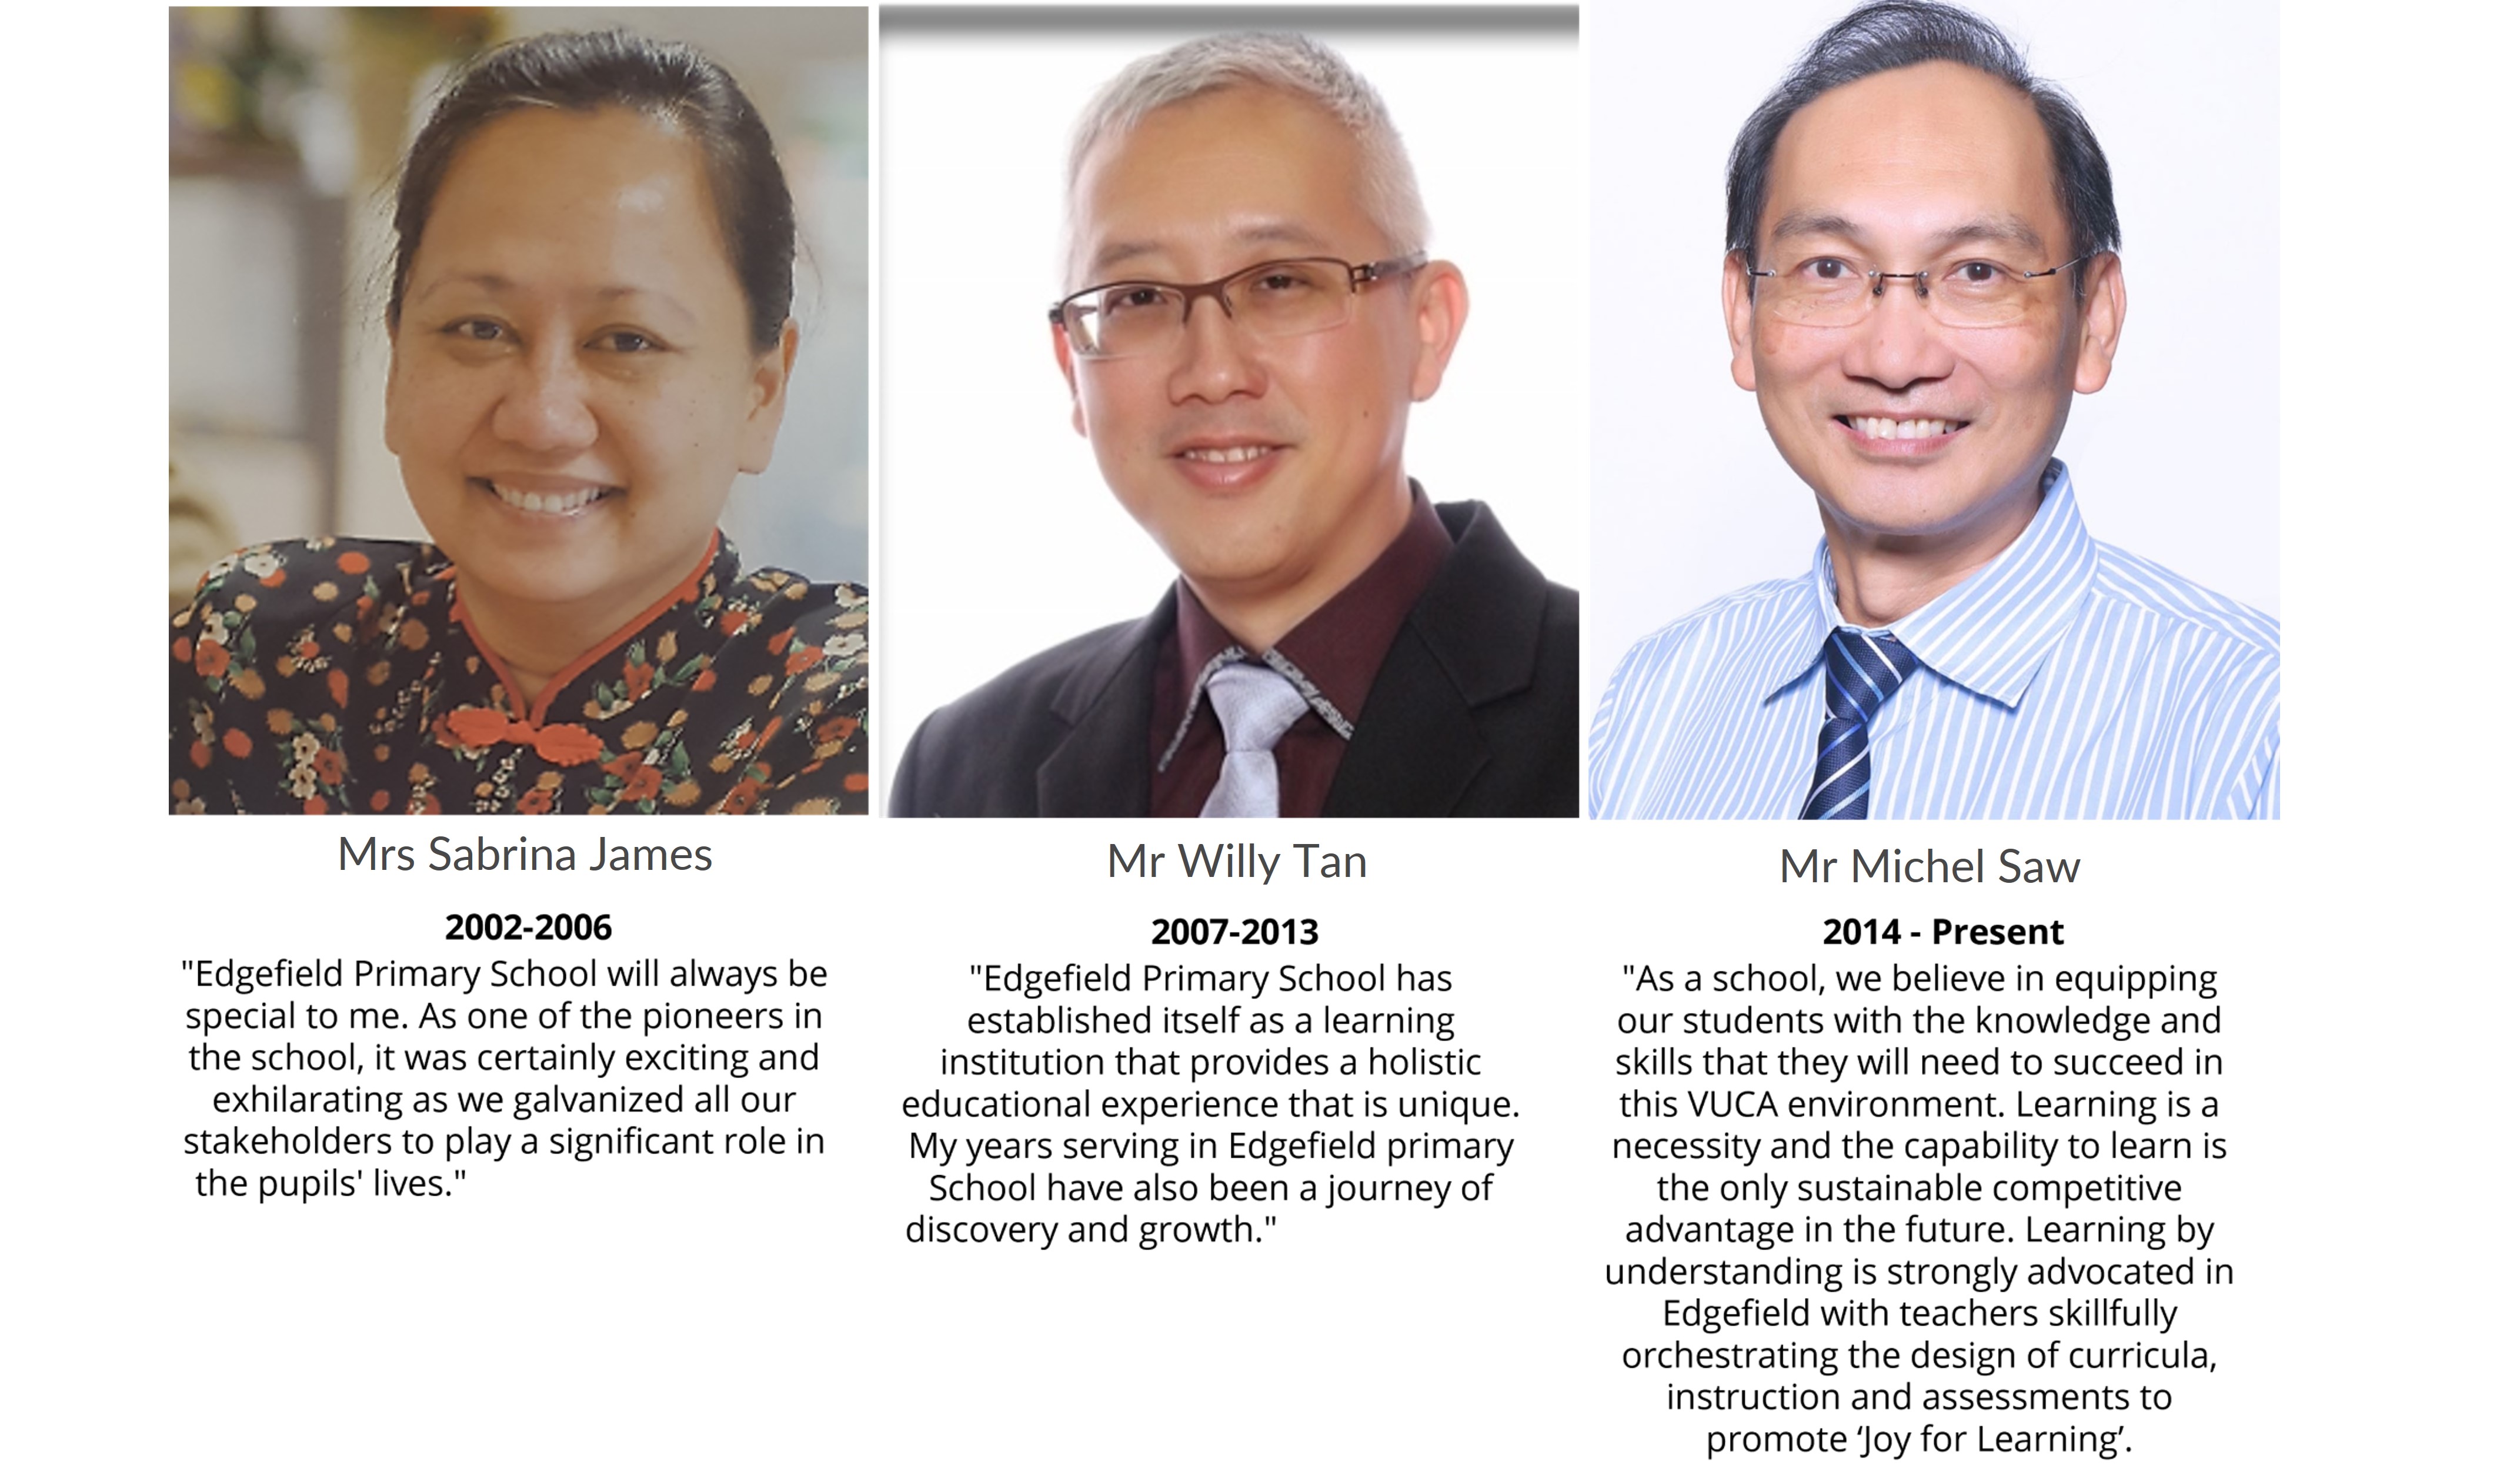 Mrs Sabrina James
2002-2006
"Edgefield Primary School will always be
special to me. As one of the pioneers in
the school, it was certainly exciting and
exhilarating as we galvanized all our
stakeholders to play a significant role in
the pupils' lives."
Mr Willy Tan
2007-2013
"Edgefield Primary School has
established itself as a learning
institution that provides a holistic
educational experience that is unique.
My years serving in Edgefield primary
School have also been a journey of
discovery and growth."
Mr Michel Saw
2014 - Present
"As a school, we believe in equipping
our students with the knowledge and
skills that they will need to succeed in
this VUCA environment. Learning is a
necessity and the capability to learn is
the only sustainable competitive
advantage in the future. Learning by
understanding is strongly advocated in
Edgefield with teachers skillfully
orchestrating the design of curricula,
instruction and assessments to
promote ‘Joy for Learning’.